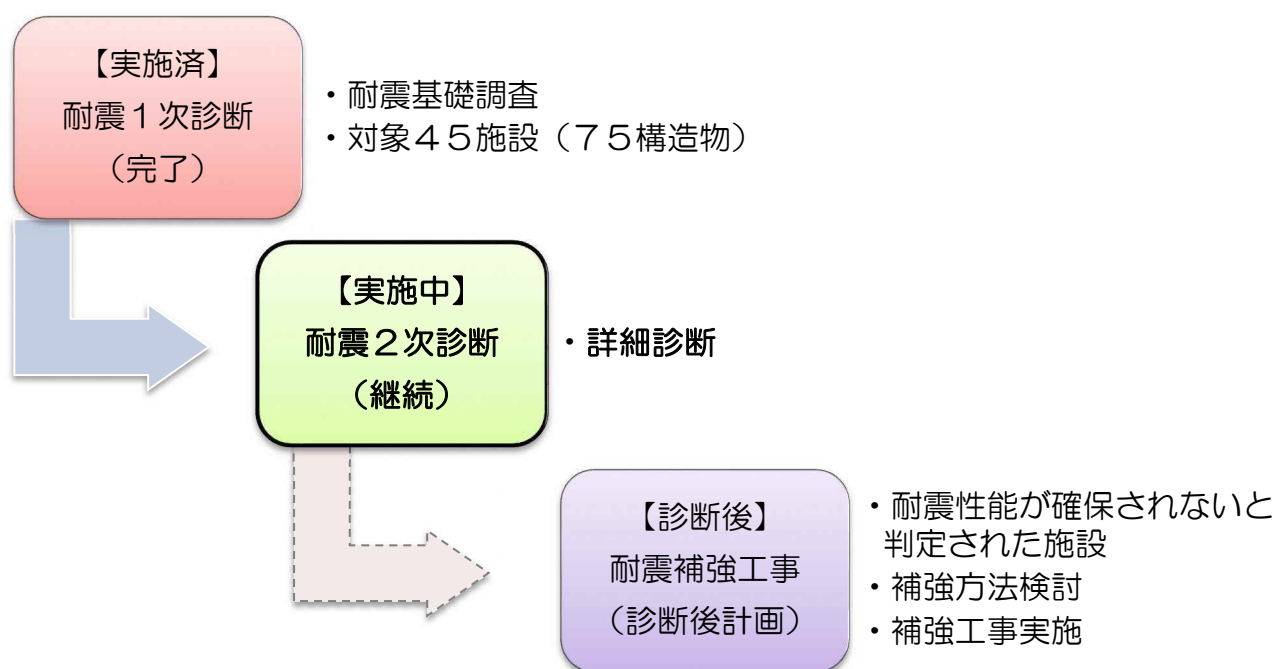 【実施済】
耐震１次診断
（完了）
・耐震基礎調査
・対象４５施設（７５構造物）
【実施中】
耐震２次診断
（継続）
・詳細診断
【診断後】
耐震補強工事
（診断後計画）
・耐震性能が確保されないと
判定された施設
・補強方法検討
・補強工事実施